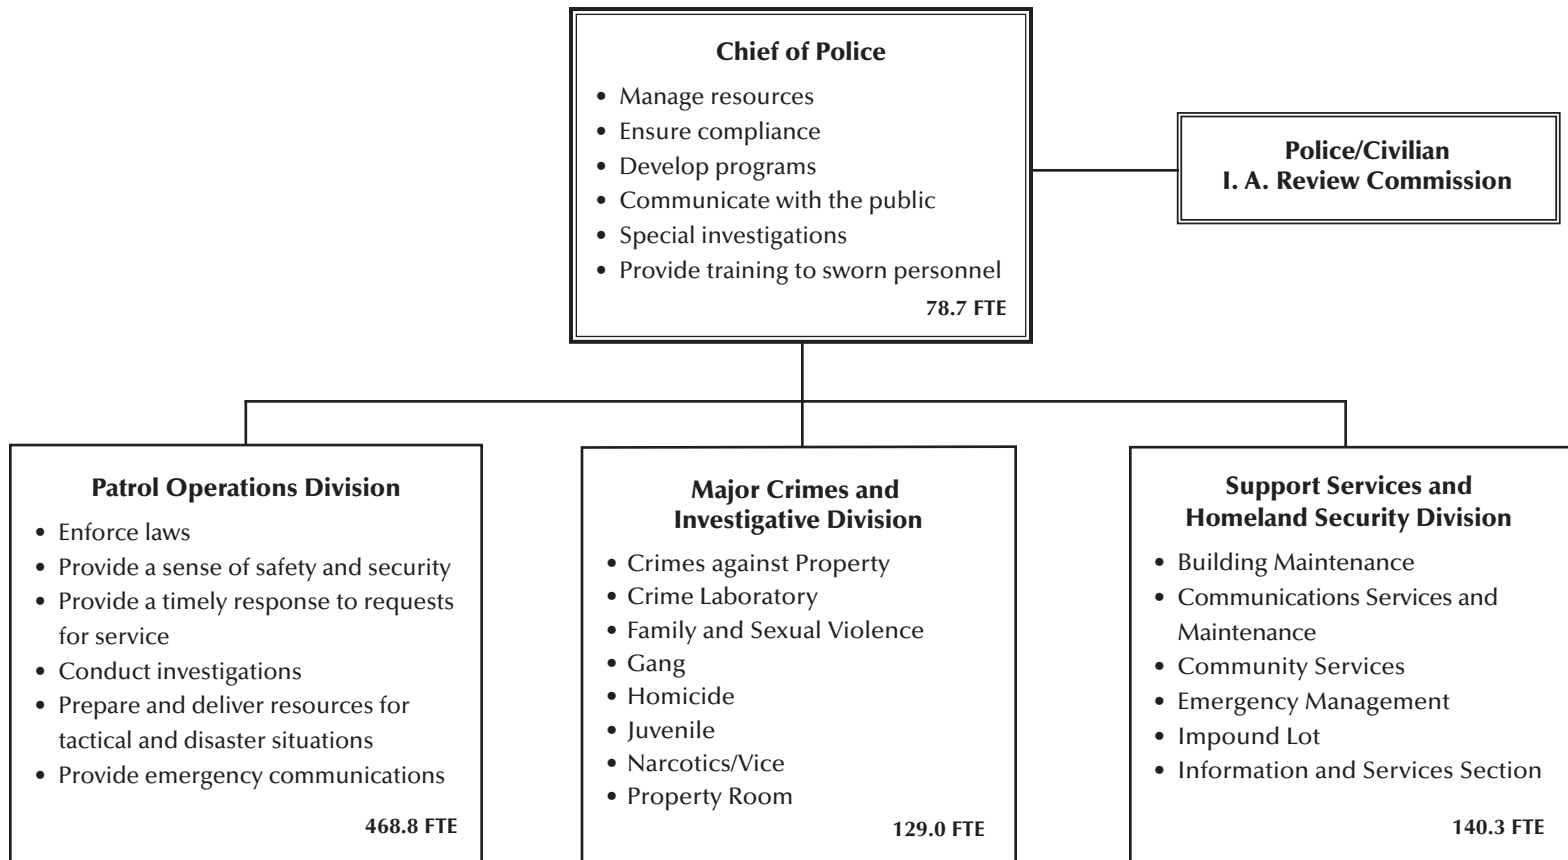 Chief of Police
• Manage resources
• Ensure compliance
• Develop programs
• Communicate with the public
• Special investigations
• Provide training to sworn personnel
78.7 FTE
Police/Civilian
I. A. Review Commission
Patrol Operations Division
• Enforce laws
• Provide a sense of safety and security
• Provide a timely response to requests
for service
• Conduct investigations
• Prepare and deliver resources for
tactical and disaster situations
• Provide emergency communications
468.8 FTE
Major Crimes and
Investigative Division
• Crimes against Property
• Crime Laboratory
• Family and Sexual Violence
• Gang
• Homicide
• Juvenile
• Narcotics/Vice
• Property Room
129.0 FTE
Support Services and
Homeland Security Division
• Building Maintenance
• Communications Services and
Maintenance
• Community Services
• Emergency Management
• Impound Lot
• Information and Services Section
140.3 FTE